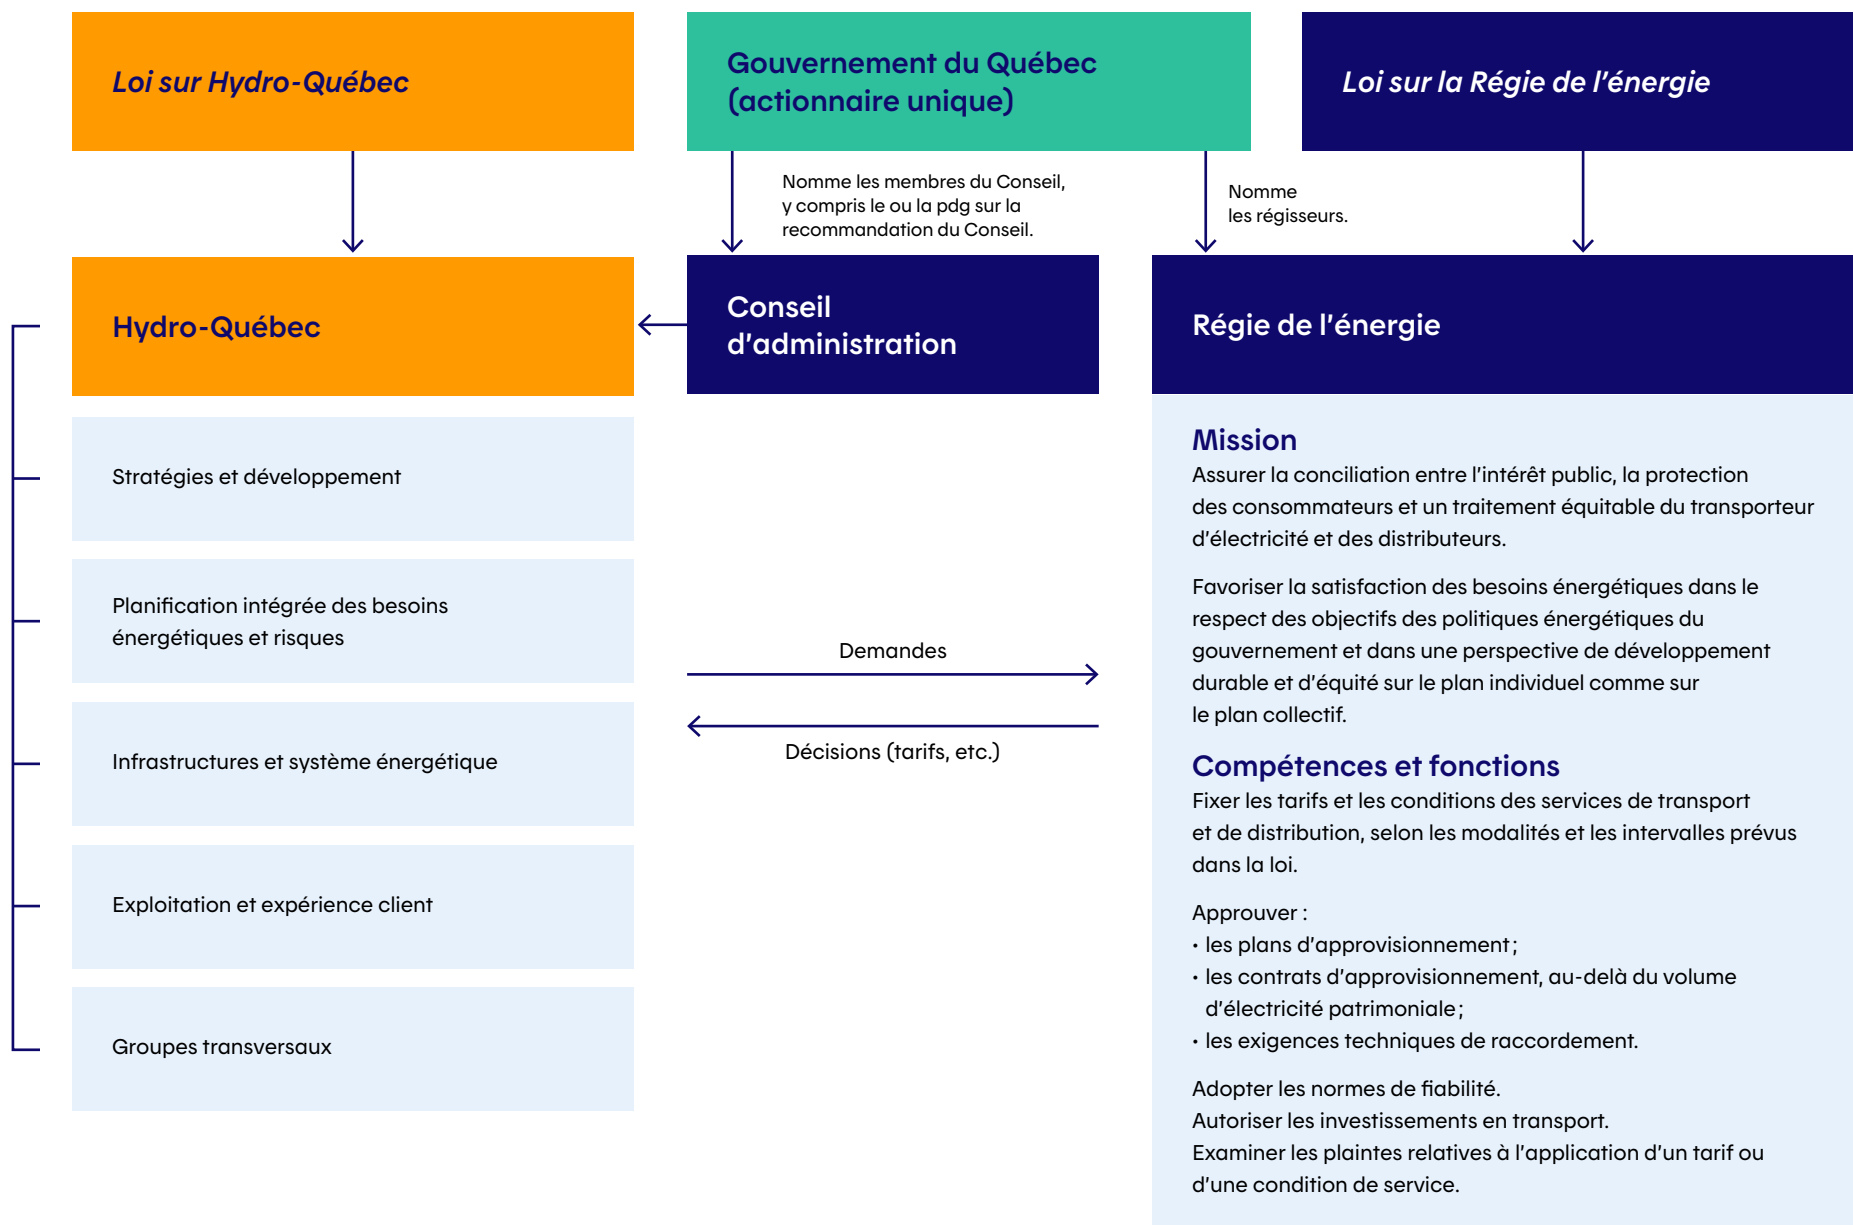 Loi sur Hydro-Québec
Gouvernement du Québec
(actionnaire unique)
Loi sur la Régie de l'énergie
Nomme les membres du Conseil,
y compris le ou la pdg sur la
recommandation du Conseil.
Nomme
les régisseurs.
Hydro-Québec
Conseil
d'administration
Régie de l'énergie
Stratégies et développement
Planification intégrée des besoins
énergétiques et risques
Infrastructures et système énergétique
Exploitation et expérience client
Groupes transversaux
Demandes
Décisions (tarifs, etc.)
Mission
Assurer la conciliation entre l'intérêt public, la protection
des consommateurs et un traitement équitable du transporteur
d'électricité et des distributeurs.
Favoriser la satisfaction des besoins énergétiques dans le
respect des objectifs des politiques énergétiques du
gouvernement et dans une perspective de développement
durable et d'équité sur le plan individuel comme sur
le plan collectif.
Compétences et fonctions
Fixer les tarifs et les conditions des services de transport
et de distribution, selon les modalités et les intervalles prévus
dans la loi.
Approuver :
• les plans d'approvisionnement ;
• les contrats d'approvisionnement, au-delà du volume
d'électricité patrimoniale ;
• les exigences techniques de raccordement.
Adopter les normes de fiabilité.
Autoriser les investissements en transport.
Examiner les plaintes relatives à l'application d'un tarif ou
d'une condition de service.